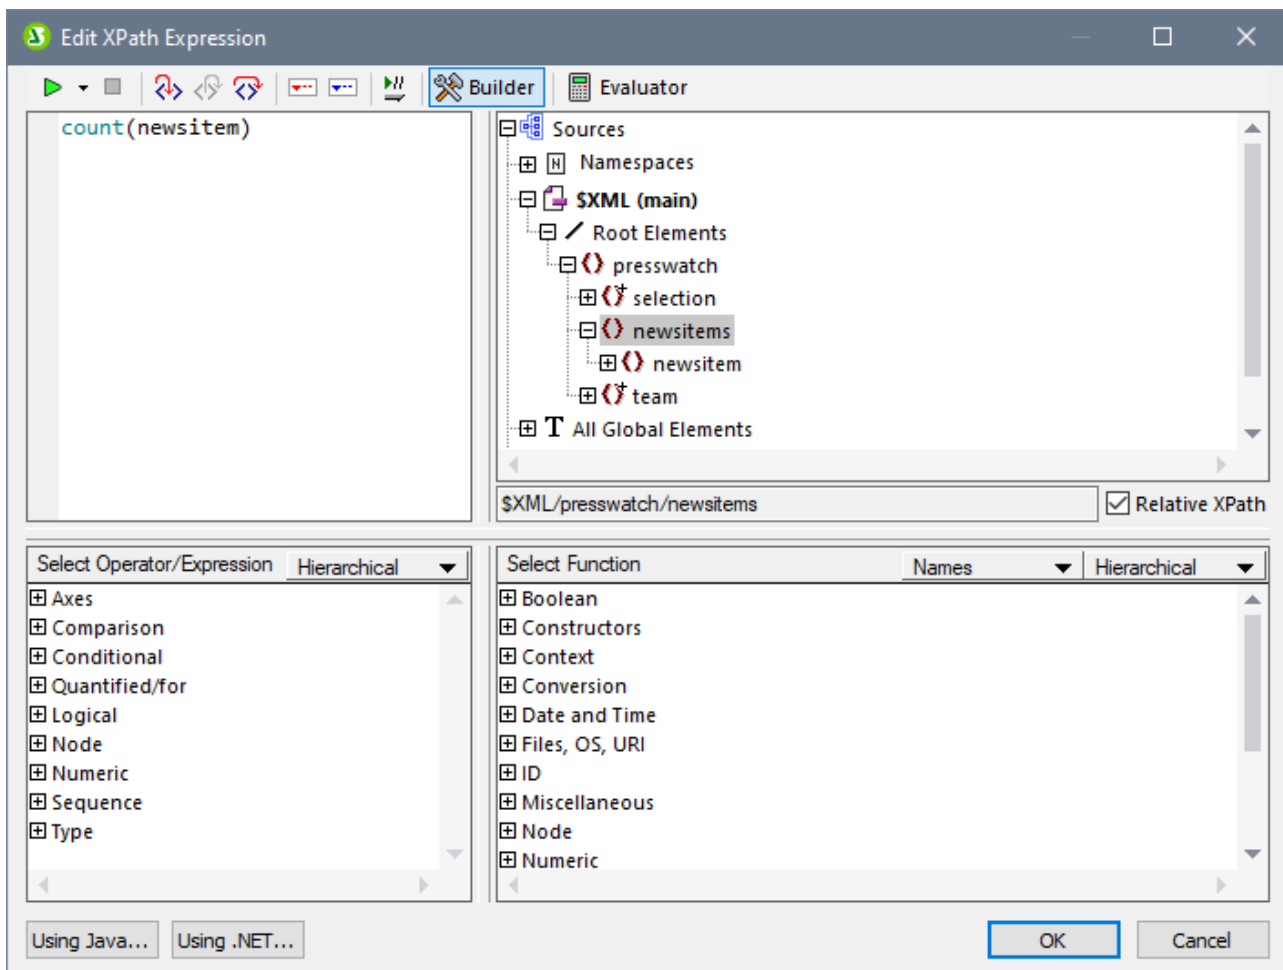 Edit XPath Expression
Builder
Evaluator
count(newsitem)
Sources
N Namespaces
$XML (main)
Root Elements
presswatch
selection
newsitems
newsitem
team
T All Global Elements
$XML/presswatch/newsitems
Relative XPath
Select Operator/Expression
Hierarchical
Axes
Comparison
Conditional
Quantified/for
Logical
Node
Numeric
Sequence
Type
Select Function
Names
Hierarchical
Boolean
Constructors
Context
Conversion
Date and Time
Files, OS, URI
ID
Miscellaneous
Node
Numeric
Using Java...
Using .NET...
OK
Cancel